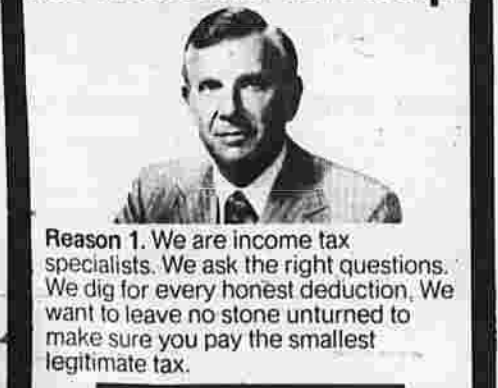 Reason 1. We are income tax
specialists. We ask the right questions.
We dig for every honest deduction. We
want to leave no stone unturned to
make sure you pay the smallest
legitimate tax.